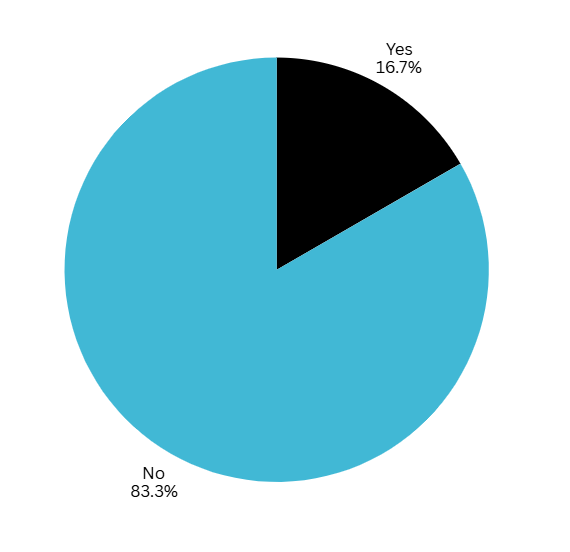 Yes
16.7%
No
83.3%